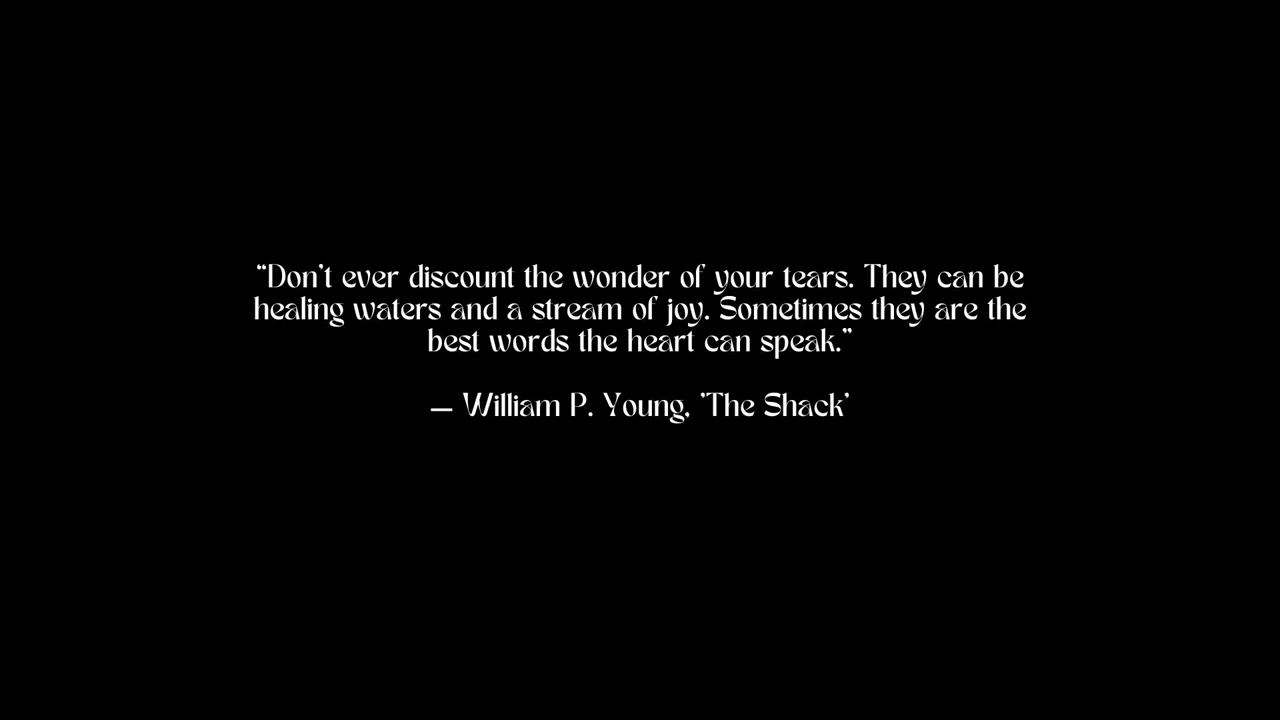 “Don’t ever discount the wonder of your tears. They can be
healing waters and a stream of joy. Sometimes they are the
best words the heart can speak.”
— William P. Young, ’The Shack’